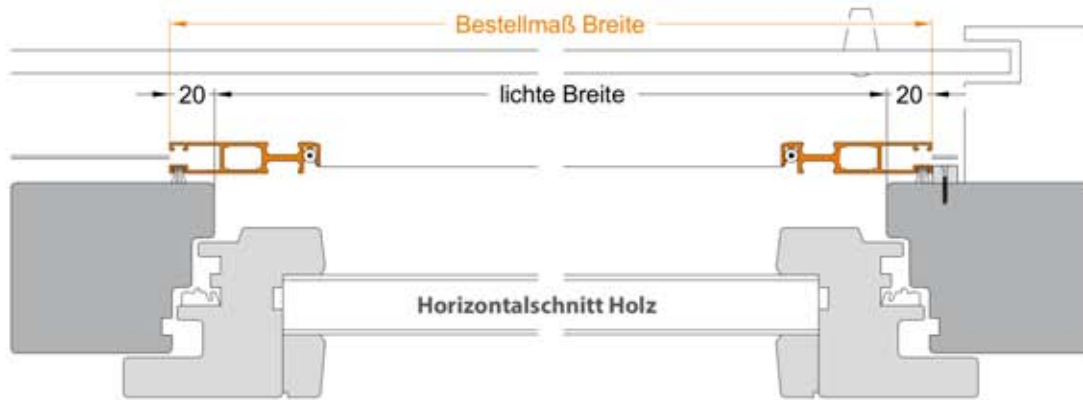 Bestellmaß Breite
20 lichte Breite 20
Horizontalschnitt Holz